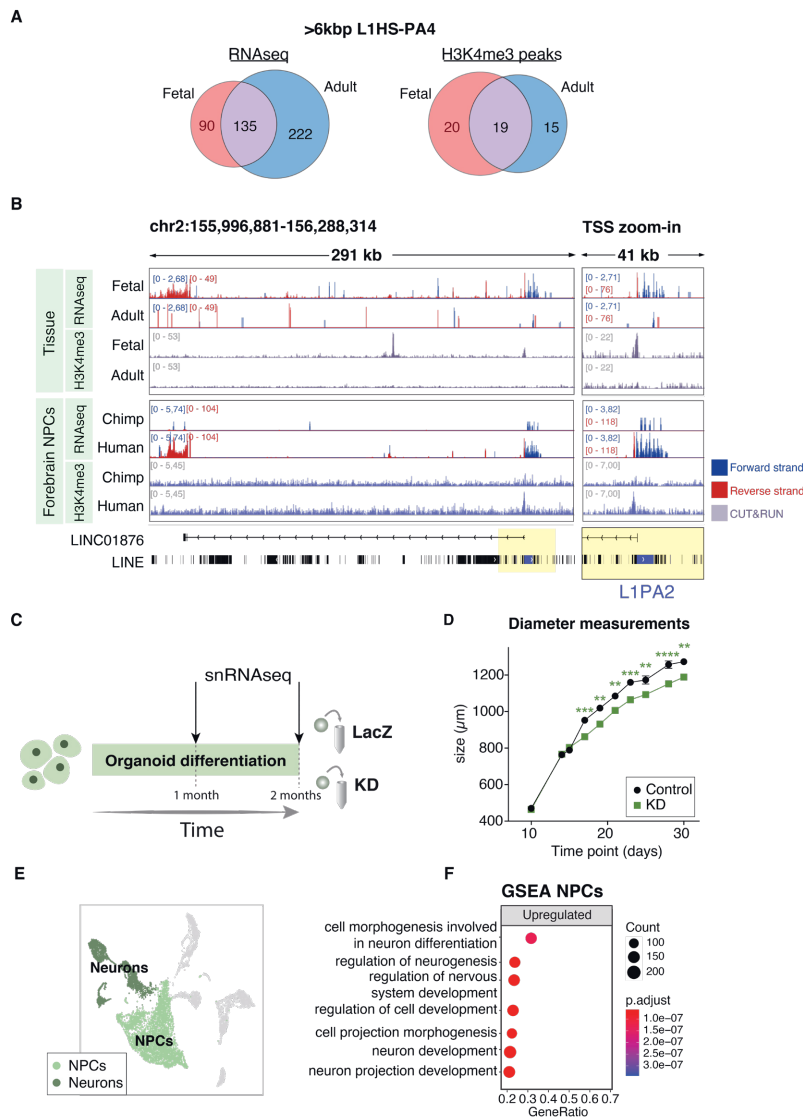 A
>6kbp L1HS-PA4
RNAseq
H3K4me3 peaks
Fetal
Adult
90
135
222
Fetal
Adult
20
19
15
B
chr2:155,996,881-156,288,314
TSS zoom-in
291 kb
41 kb
Tissue
RNAseq
H3K4me3
Fetal
[0 - 2,68] [0 - 49]
[0 - 2,71]
[0 - 76]
Adult
[0 - 2,68] [0 - 49]
[0 - 2,71]
[0 - 76]
Fetal
[0 - 53]
[0 - 22]
Adult
[0 - 53]
[0 - 22]
Forebrain NPCs
RNAseq
H3K4me3
Chimp
[0 - 5,74] [0 - 104]
[0 - 3,82]
[0 - 118]
Human
[0 - 5,74] [0 - 104]
[0 - 3,82]
[0 - 118]
Chimp
[0 - 5,45]
[0 - 7,00]
Human
[0 - 5,45]
[0 - 7,00]
Forward strand
Reverse strand
CUT&RUN
LINC01876
LINE
L1PA2
C
snRNAseq
Organoid differentiation
LacZ
KD
1 month
2 months
Time
D
Diameter measurements
size (μm)
1200
1000
800
600
400
*** ** ** *** ** **** **
Control
KD
10 20 30
Time point (days)
E
Neurons
NPCs
NPCs
Neurons
F
GSEA NPCs
Upregulated
cell morphogenesis involved
in neuron differentiation
regulation of neurogenesis
regulation of nervous
system development
regulation of cell development
cell projection morphogenesis
neuron development
neuron projection development
0.2 0.3 0.4 0.5 0.6 0.7
GeneRatio
Count
100
150
200
p.adjust
1.0e−07
1.5e−07
2.0e−07
2.5e−07
3.0e−07